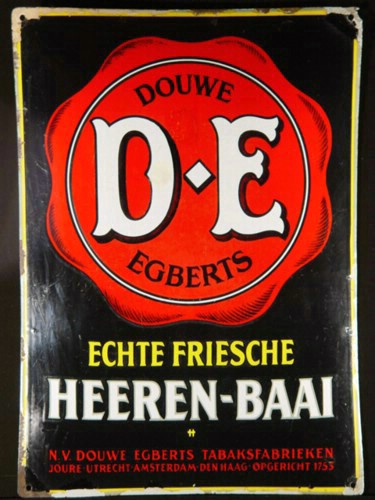 DOUWE
D◆E
EGBERTS
ECHTE FRIESCHE
HEEREN-BAAI
N.V. DOUWE EGBERTS TABAKSFABRIEKEN
JOURE·UTRECHT·AMSTERDAM·DEN HAAG·OPGERICHT 1753